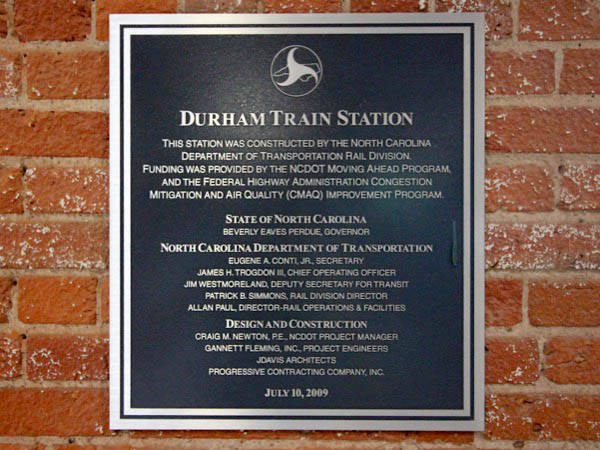 DURHAM TRAIN STATION
THIS STATION WAS CONSTRUCTED BY THE NORTH CAROLINA
DEPARTMENT OF TRANSPORTATION RAIL DIVISION.
FUNDING WAS PROVIDED BY THE NCDOT MOVING AHEAD PROGRAM,
AND THE FEDERAL HIGHWAY ADMINISTRATION CONGESTION
MITIGATION AND AIR QUALITY (CMAQ) IMPROVEMENT PROGRAM.
STATE OF NORTH CAROLINA
BEVERLY EAVES PERDUE, GOVERNOR
NORTH CAROLINA DEPARTMENT OF TRANSPORTATION
EUGENE A. CONTI, JR., SECRETARY
JAMES H. TROGDON III, CHIEF OPERATING OFFICER
JIM WESTMORELAND, DEPUTY SECRETARY FOR TRANSIT
PATRICK B. SIMMONS, RAIL DIVISION DIRECTOR
ALLAN PAUL, DIRECTOR-RAIL OPERATIONS & FACILITIES
DESIGN AND CONSTRUCTION
CRAIG M. NEWTON, P.E., NCDOT PROJECT MANAGER
GANNETT FLEMING, INC., PROJECT ENGINEERS
JDAVIS ARCHITECTS
PROGRESSIVE CONTRACTING COMPANY, INC.
JULY 10, 2009